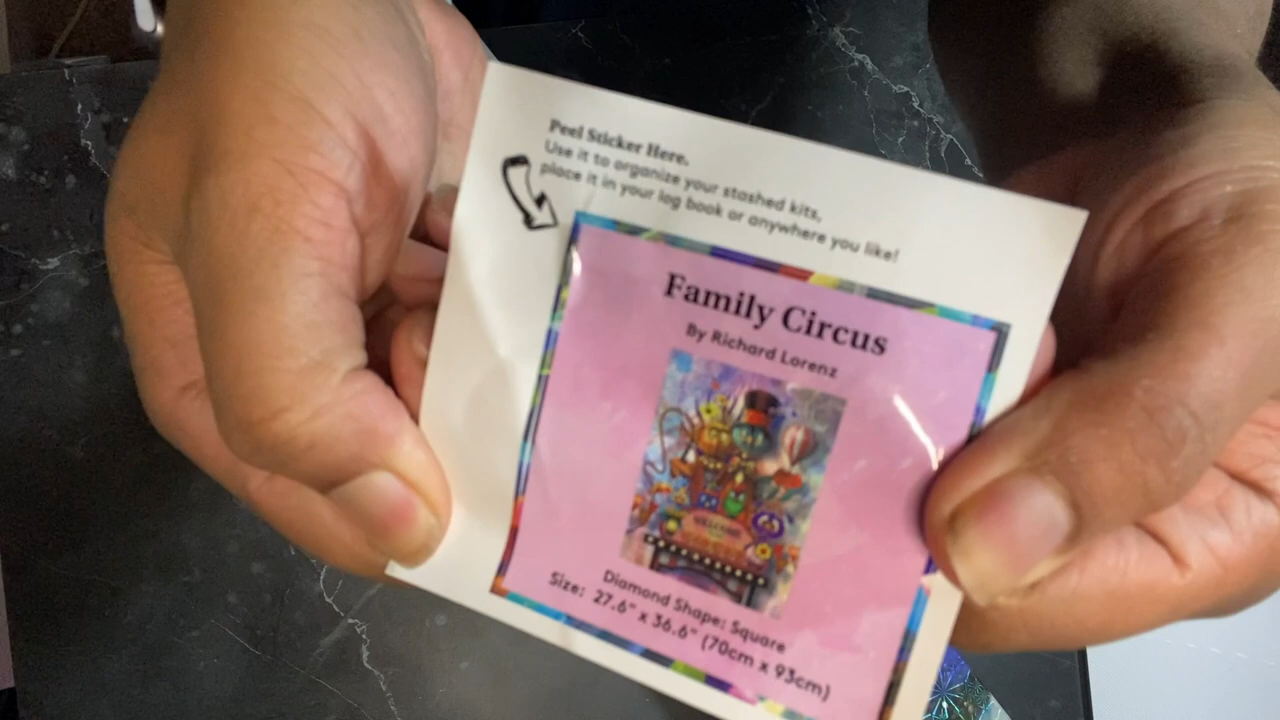 Peel Sticker Here.
Use it to organize your stashed kits,
place it in your log book or anywhere you like!
Family Circus
By Richard Lorenz
Diamond Shape: Square
Size: 27.6" x 36.6" (70cm x 93cm)